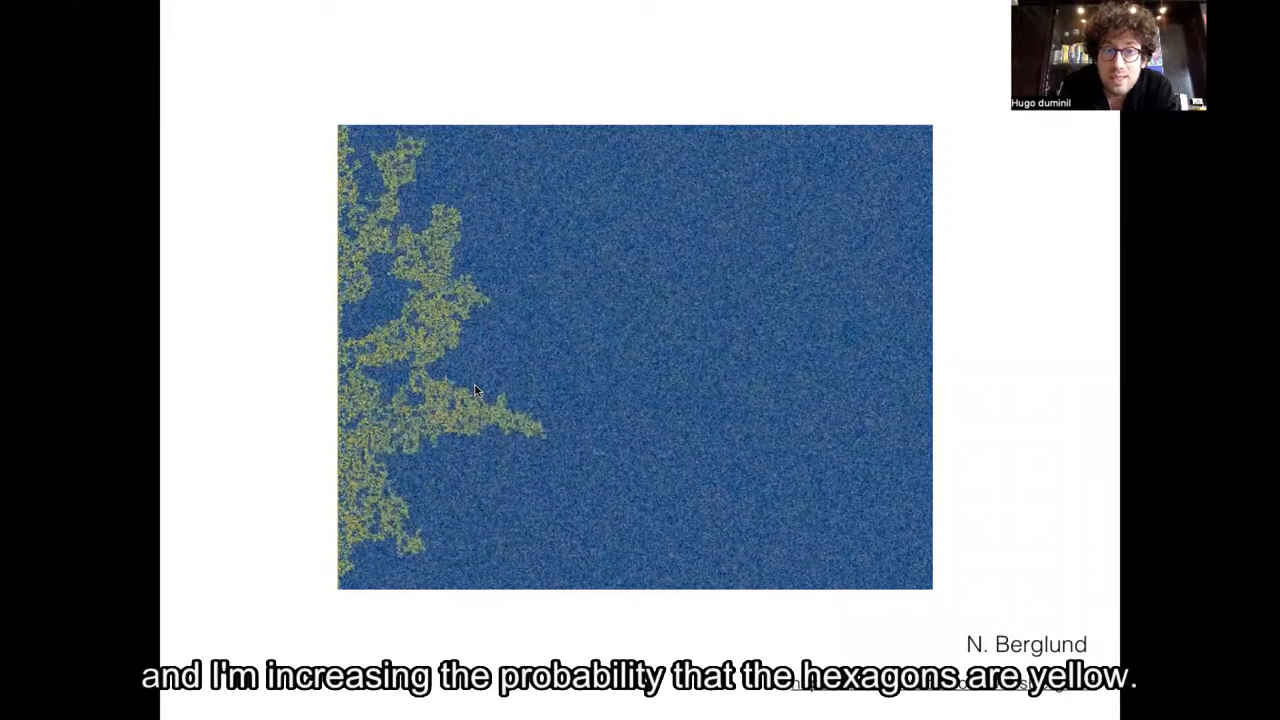 Hugo duminil
N. Berglund
and I'm increasing the probability that the hexagons are yellow.